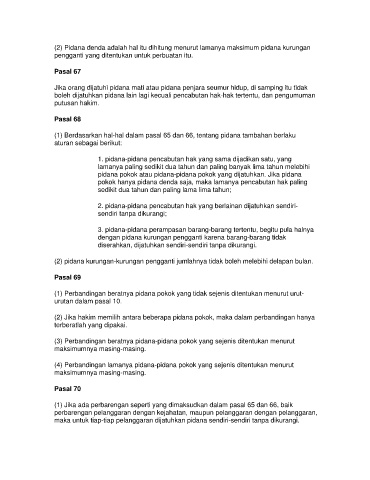 (2) Pidana denda adalah hal itu dihitung menurut lamanya maksimum pidana kurungan
pengganti yang ditentukan untuk perbuatan itu.
Pasal 67
Jika orang dijatuhi pidana mati atau pidana penjara seumur hidup, di samping itu tidak
boleh dijatuhkan pidana lain lagi kecuali pencabutan hak-hak tertentu, dan pengumuman
putusan hakim.
Pasal 68
(1) Berdasarkan hal-hal dalam pasal 65 dan 66, tentang pidana tambahan berlaku
aturan sebagai berikut:
1. pidana-pidana pencabutan hak yang sama dijadikan satu, yang
lamanya paling sedikit dua tahun dan paling banyak lima tahun melebihi
pidana pokok atau pidana-pidana pokok yang dijatuhkan. Jika pidana
pokok hanya pidana denda saja, maka lamanya pencabutan hak paling
sedikit dua tahun dan paling lama lima tahun;
2. pidana-pidana pencabutan hak yang berlainan dijatuhkan sendiri-
sendiri tanpa dikurangi;
3. pidana-pidana perampasan barang-barang tertentu, begitu pula halnya
dengan pidana kurungan pengganti karena barang-barang tidak
diserahkan, dijatuhkan sendiri-sendiri tanpa dikurangi.
(2) pidana kurungan-kurungan pengganti jumlahnya tidak boleh melebihi delapan bulan.
Pasal 69
(1) Perbandingan beratnya pidana pokok yang tidak sejenis ditentukan menurut urut-
urutan dalam pasal 10.
(2) Jika hakim memilih antara beberapa pidana pokok, maka dalam perbandingan hanya
terberatlah yang dipakai.
(3) Perbandingan beratnya pidana-pidana pokok yang sejenis ditentukan menurut
maksimumnya masing-masing.
(4) Perbandingan lamanya pidana-pidana pokok yang sejenis ditentukan menurut
maksimumnya masing-masing.
Pasal 70
(1) Jika ada perbarengan seperti yang dimaksudkan dalam pasal 65 dan 66, baik
perbarengan pelanggaran dengan kejahatan, maupun pelanggaran dengan pelanggaran,
maka untuk tiap-tiap pelanggaran dijatuhkan pidana sendiri-sendiri tanpa dikurangi.